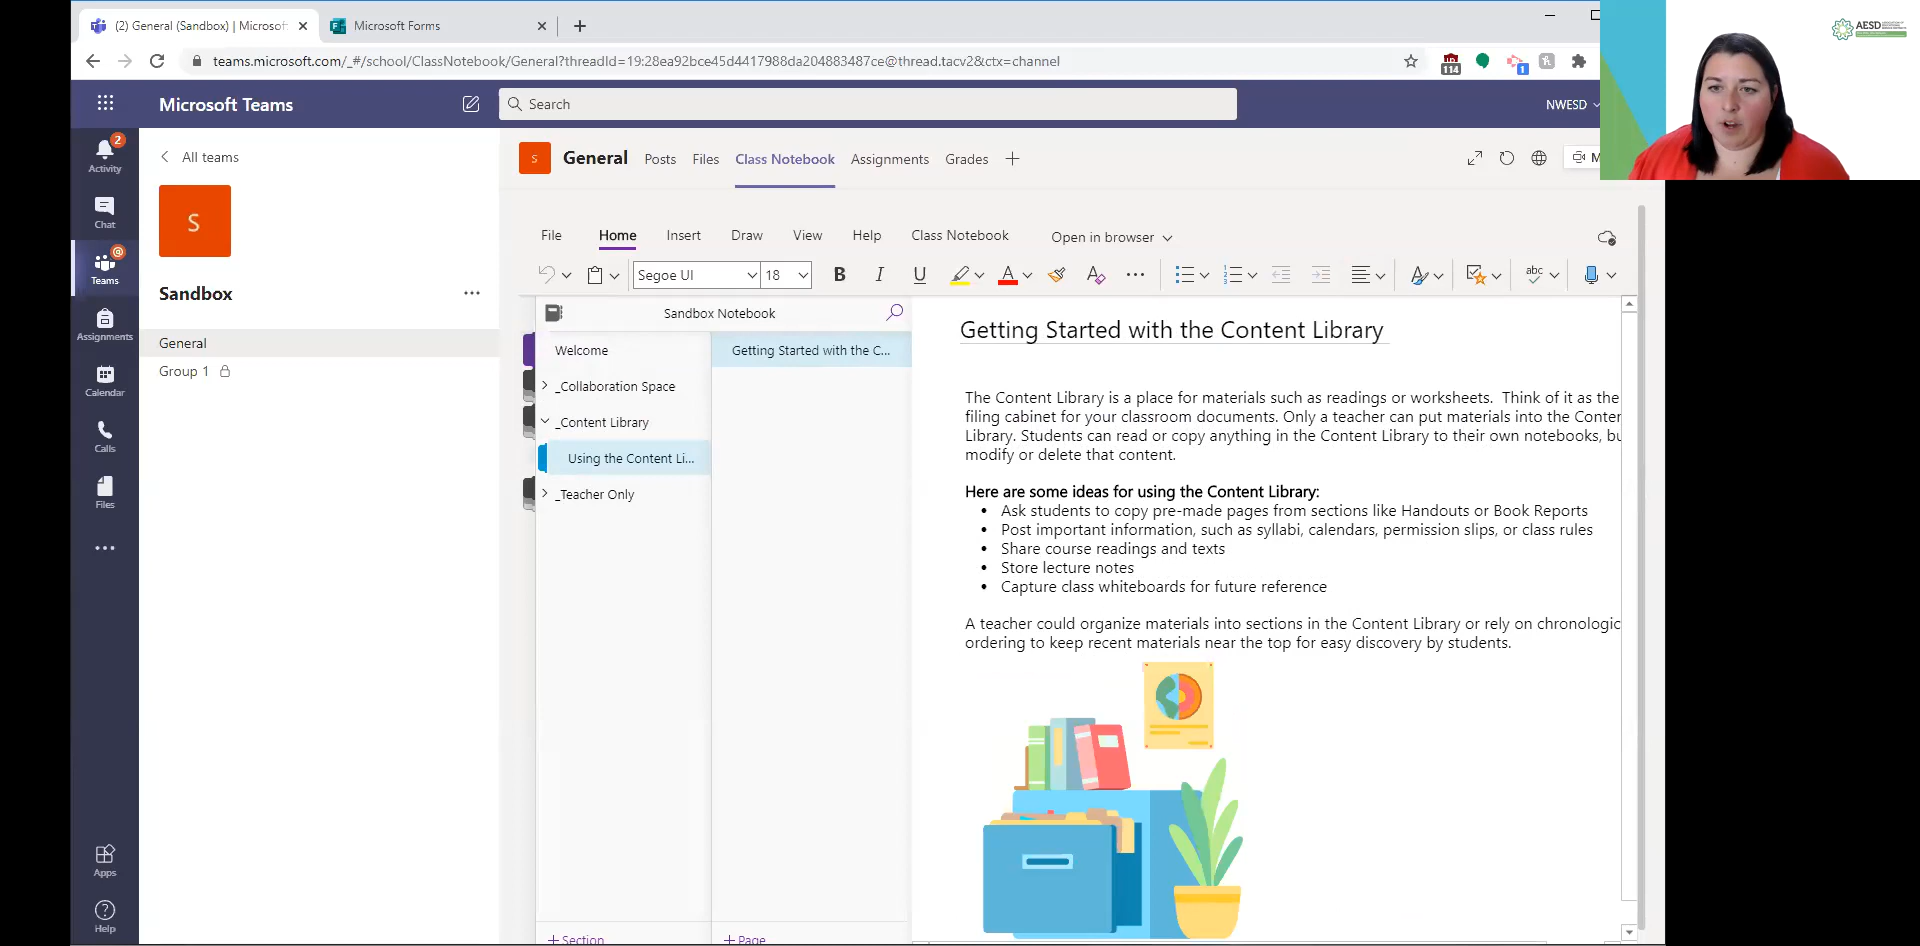 (2) General (Sandbox) | Microsof
Microsoft Forms
teams.microsoft.com/_#/school/ClassNotebook/General?threadId=19:28ea92bce45d4417988da204883487ce@thread.tacv2&ctx=channel
114
1
AESD
Microsoft Teams
Search
NWESD
2
Activity
Chat
Teams
Assignments
Calendar
Calls
Files
Apps
Help
All teams
S
Sandbox
General
Group 1
S
General
Posts
Files
Class Notebook
Assignments
Grades
M
File
Home
Insert
Draw
View
Help
Class Notebook
Open in browser
Segoe UI
18
B
I
U
A
A
abc
Sandbox Notebook
Welcome
_Collaboration Space
_Content Library
Using the Content Li...
_Teacher Only
+ Section
Getting Started with the C...
+ Page
Getting Started with the Content Library
The Content Library is a place for materials such as readings or worksheets. Think of it as the
filing cabinet for your classroom documents. Only a teacher can put materials into the Conter
Library. Students can read or copy anything in the Content Library to their own notebooks, bu
modify or delete that content.
Here are some ideas for using the Content Library:
• Ask students to copy pre-made pages from sections like Handouts or Book Reports
• Post important information, such as syllabi, calendars, permission slips, or class rules
• Share course readings and texts
• Store lecture notes
• Capture class whiteboards for future reference
A teacher could organize materials into sections in the Content Library or rely on chronologic
ordering to keep recent materials near the top for easy discovery by students.